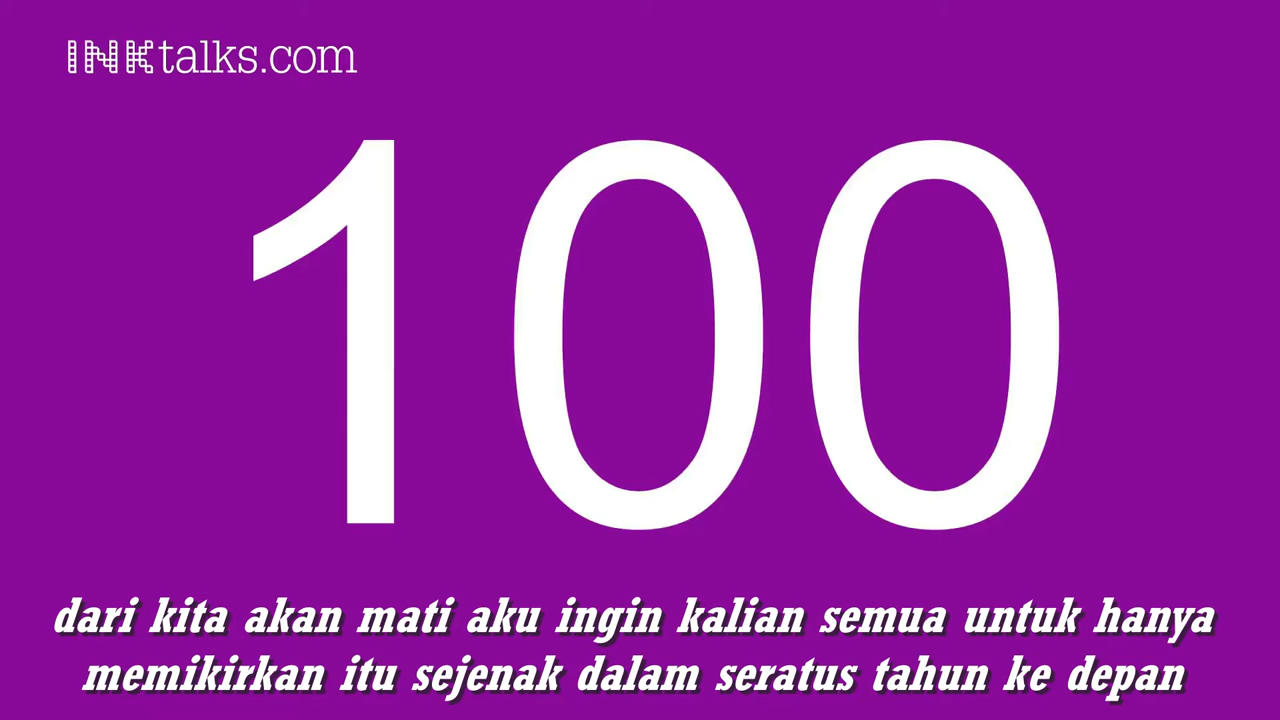 INKtalks.com
100
dari kita akan mati aku ingin kalian semua untuk hanya
memikirkan itu sejenak dalam seratus tahun ke depan